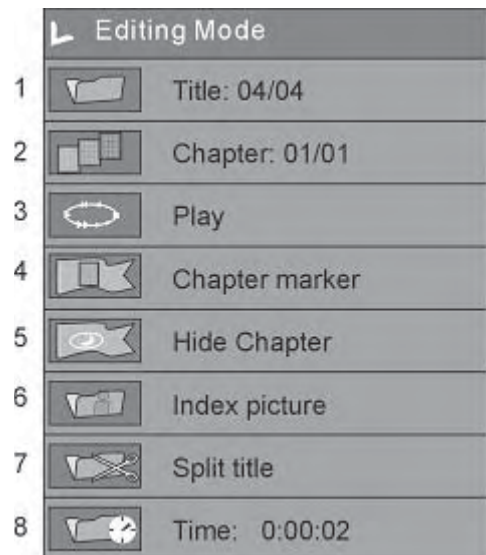 Editing Mode
1 Title: 04/04
2 Chapter: 01/01
3 Play
4 Chapter marker
5 Hide Chapter
6 Index picture
7 Split title
8 Time: 0:00:02